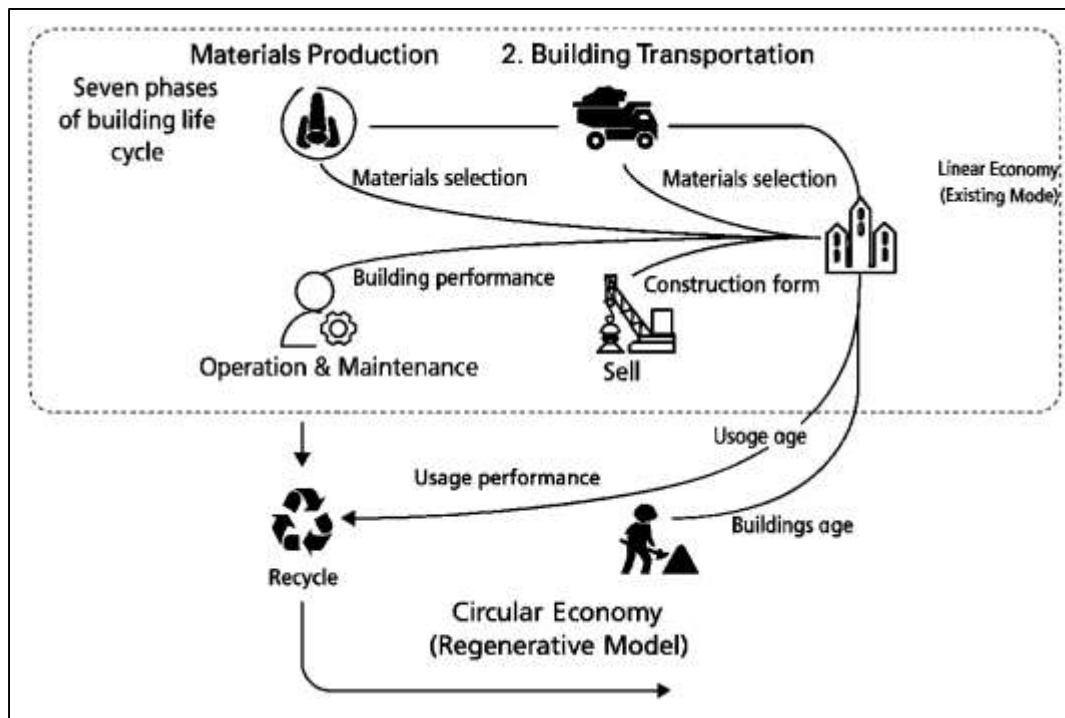 Materials Production
2. Building Transportation
Seven phases
of building life
cycle
Materials selection
Materials selection
Linear Economy
(Existing Mode)
Building performance
Construction form
Operation & Maintenance
Sell
Usoge age
Usage performance
Buildings age
Recycle
Circular Economy
(Regenerative Model)